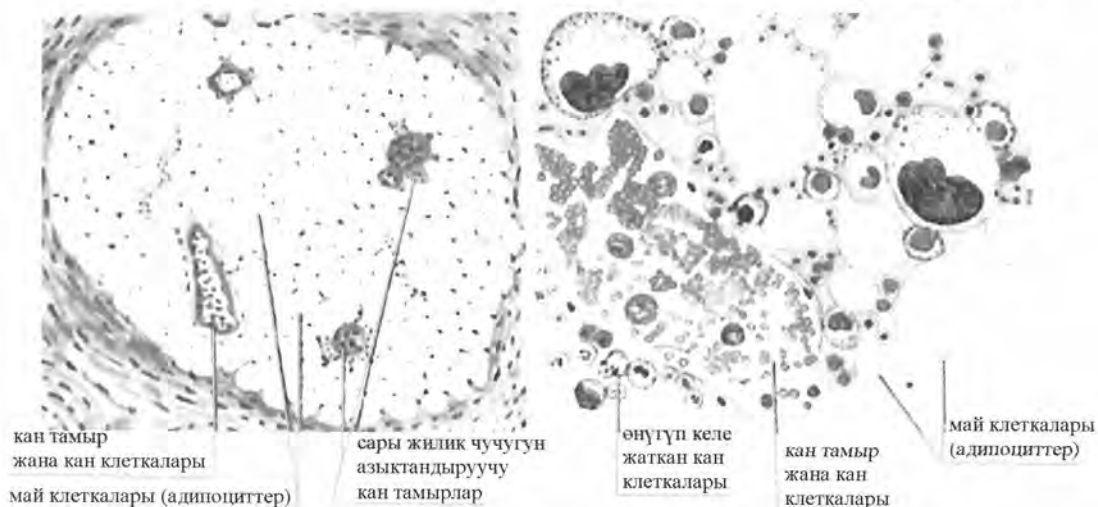 кан тамыр
жана кан клеткалары
май клеткалары (адипоциттер)
сары жилик чучугун
азыктандыруучу
кан тамырлар
өнүгүп келе
жаткан кан
клеткалары
кан тамыр
жана кан
клеткалары
май клеткалары
(адипоциттер)